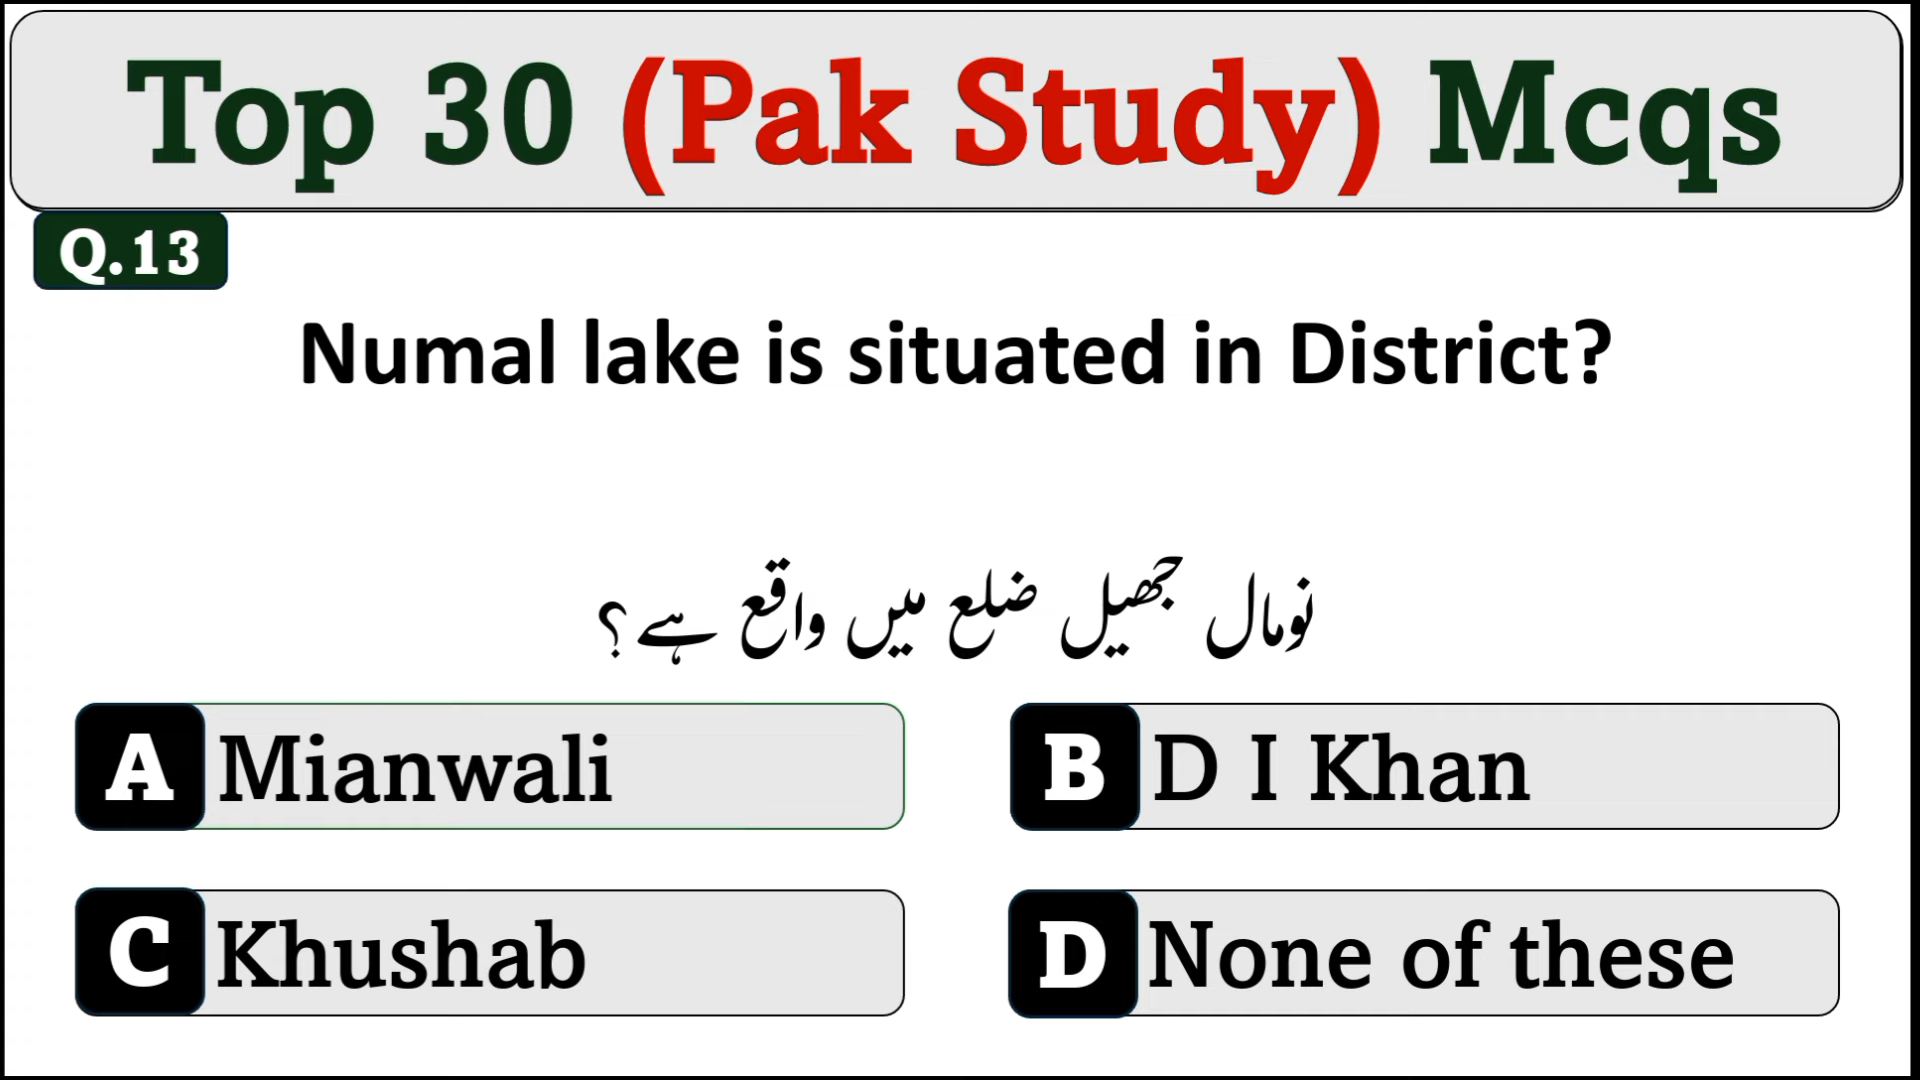 Top 30 (Pak Study) Mcqs
Q.13
Numal lake is situated in District?
نومال جھیل ضلع میں واقع ہے؟
A Mianwali
B D I Khan
C Khushab
D None of these